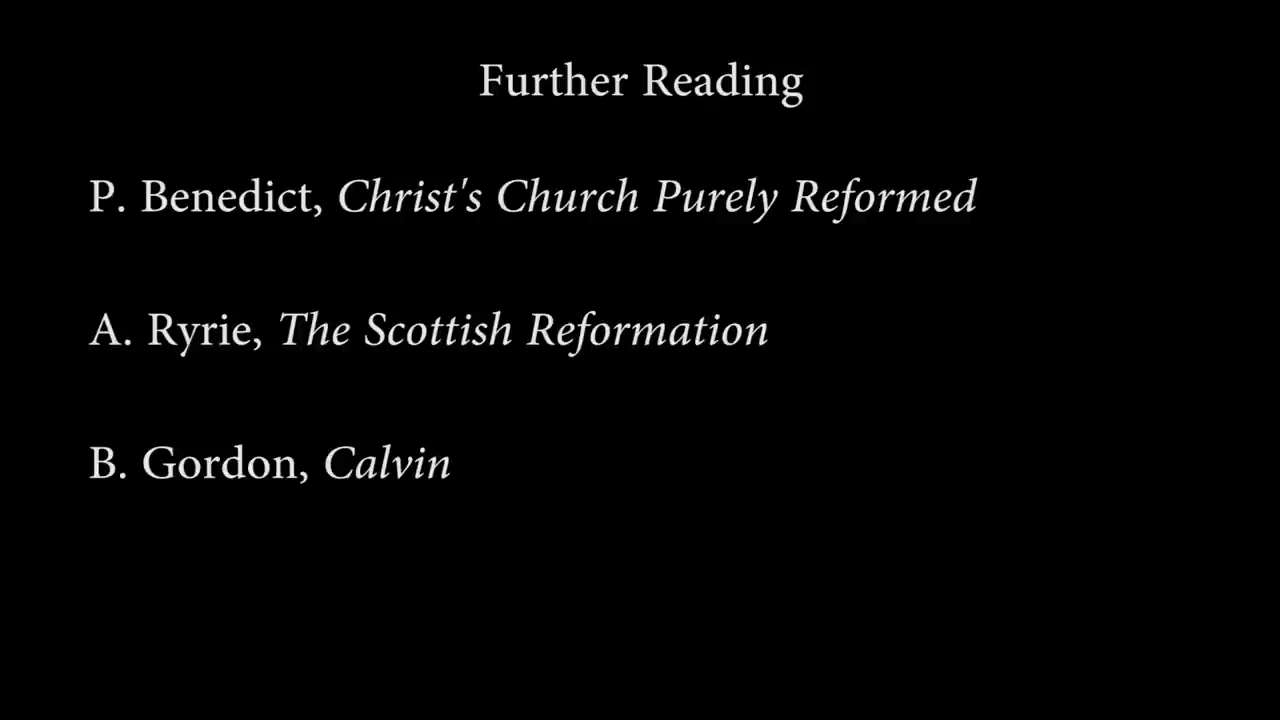 Further Reading
P. Benedict, Christ's Church Purely Reformed
A. Ryrie, The Scottish Reformation
B. Gordon, Calvin